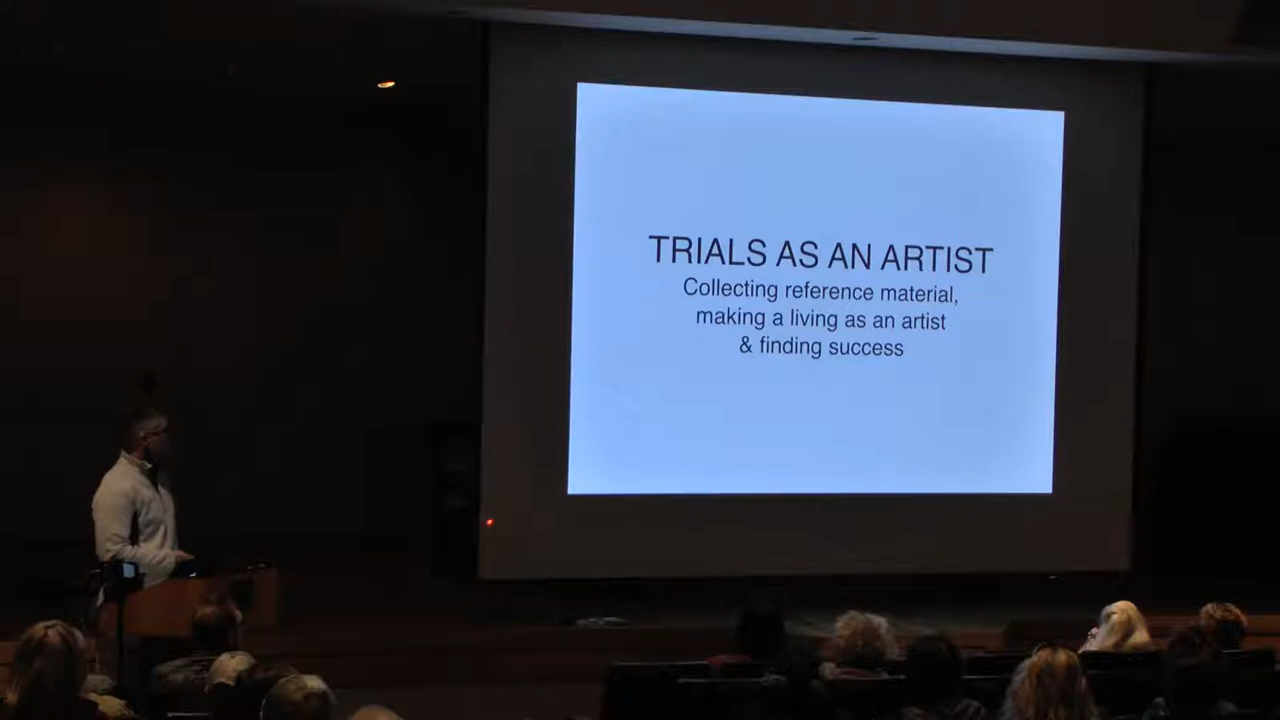 TRIALS AS AN ARTIST
Collecting reference material,
making a living as an artist
& finding success